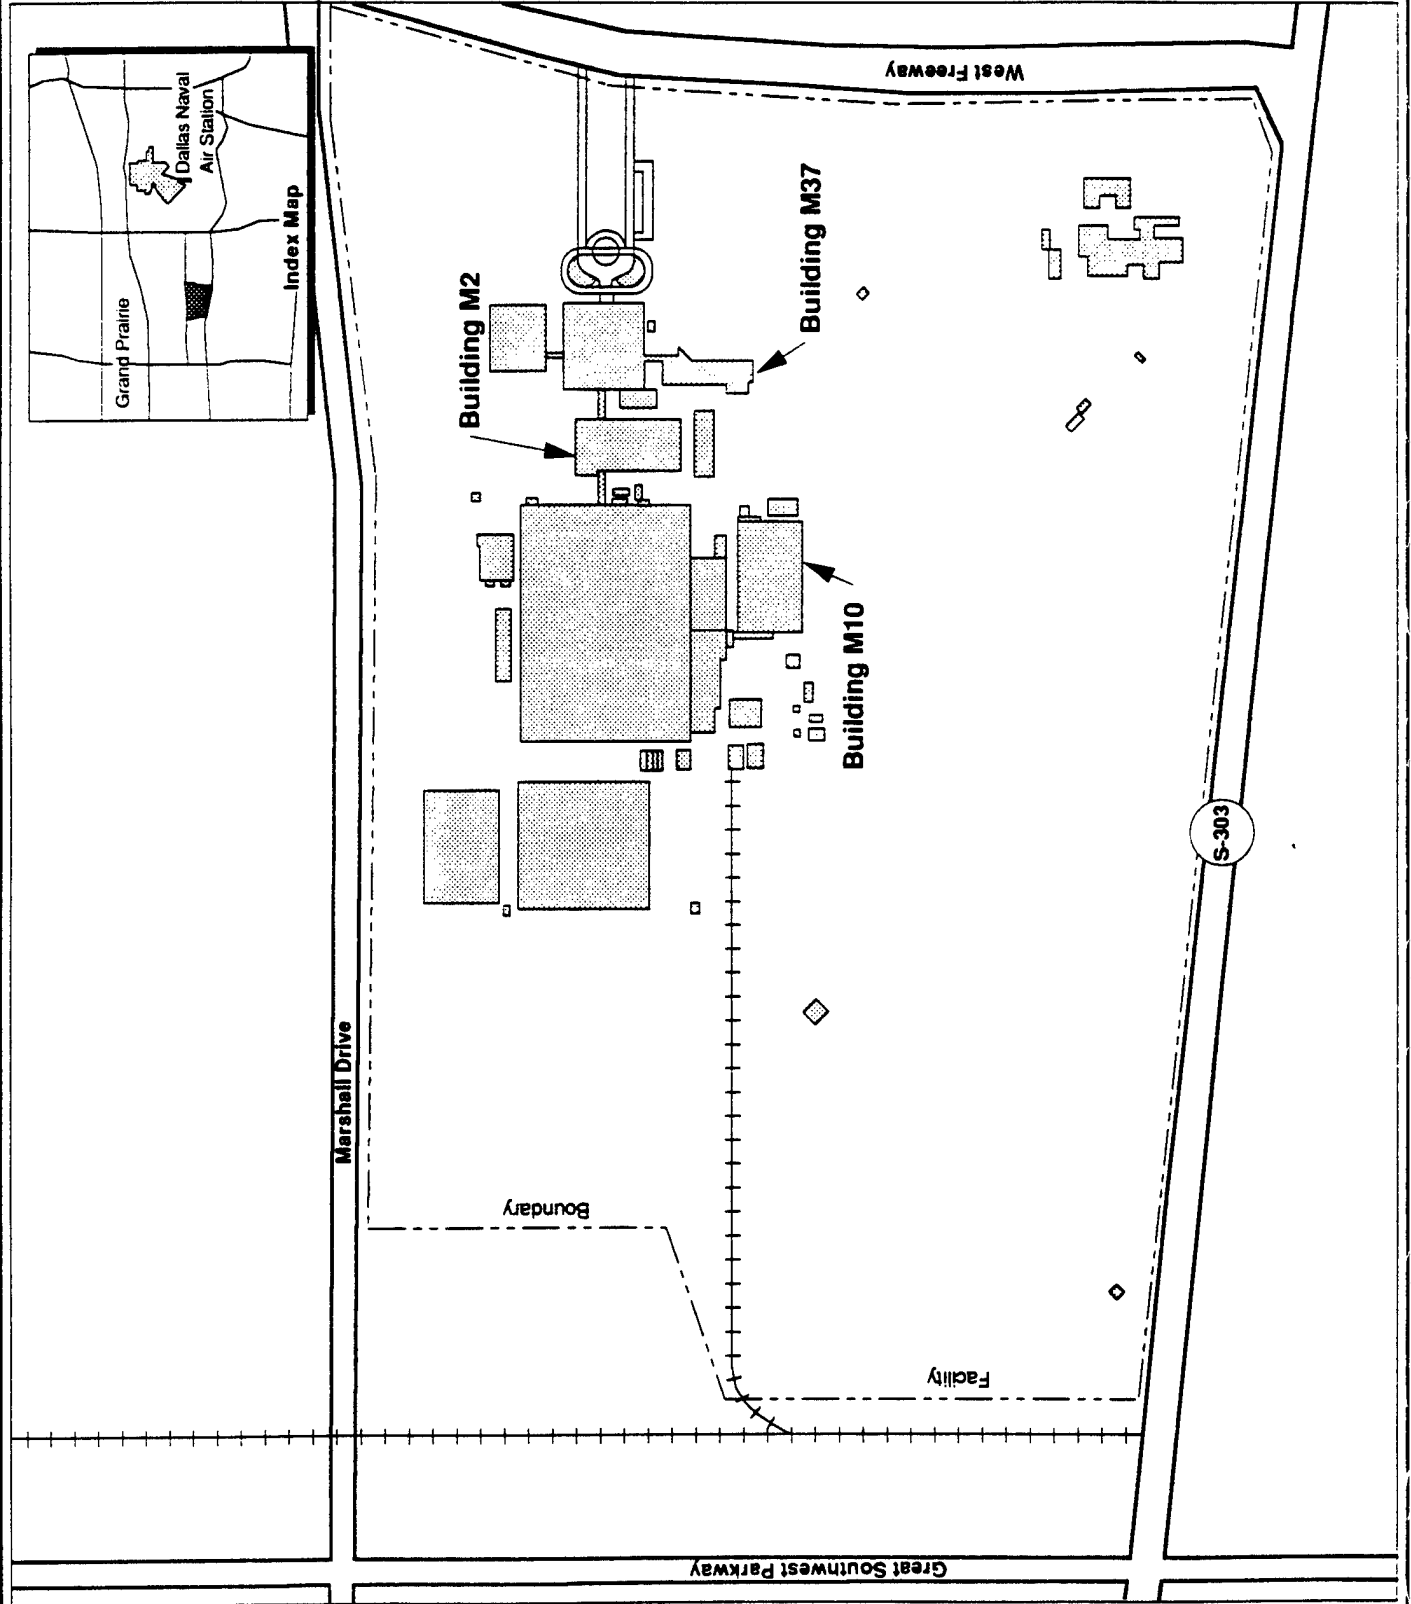 Grand Prairie
Dallas Naval
Air Station
Index Map
West Freeway
Building M2
Building M37
Building M10
Marshall Drive
S-303
Boundary
Facility
Great Southwest Parkway